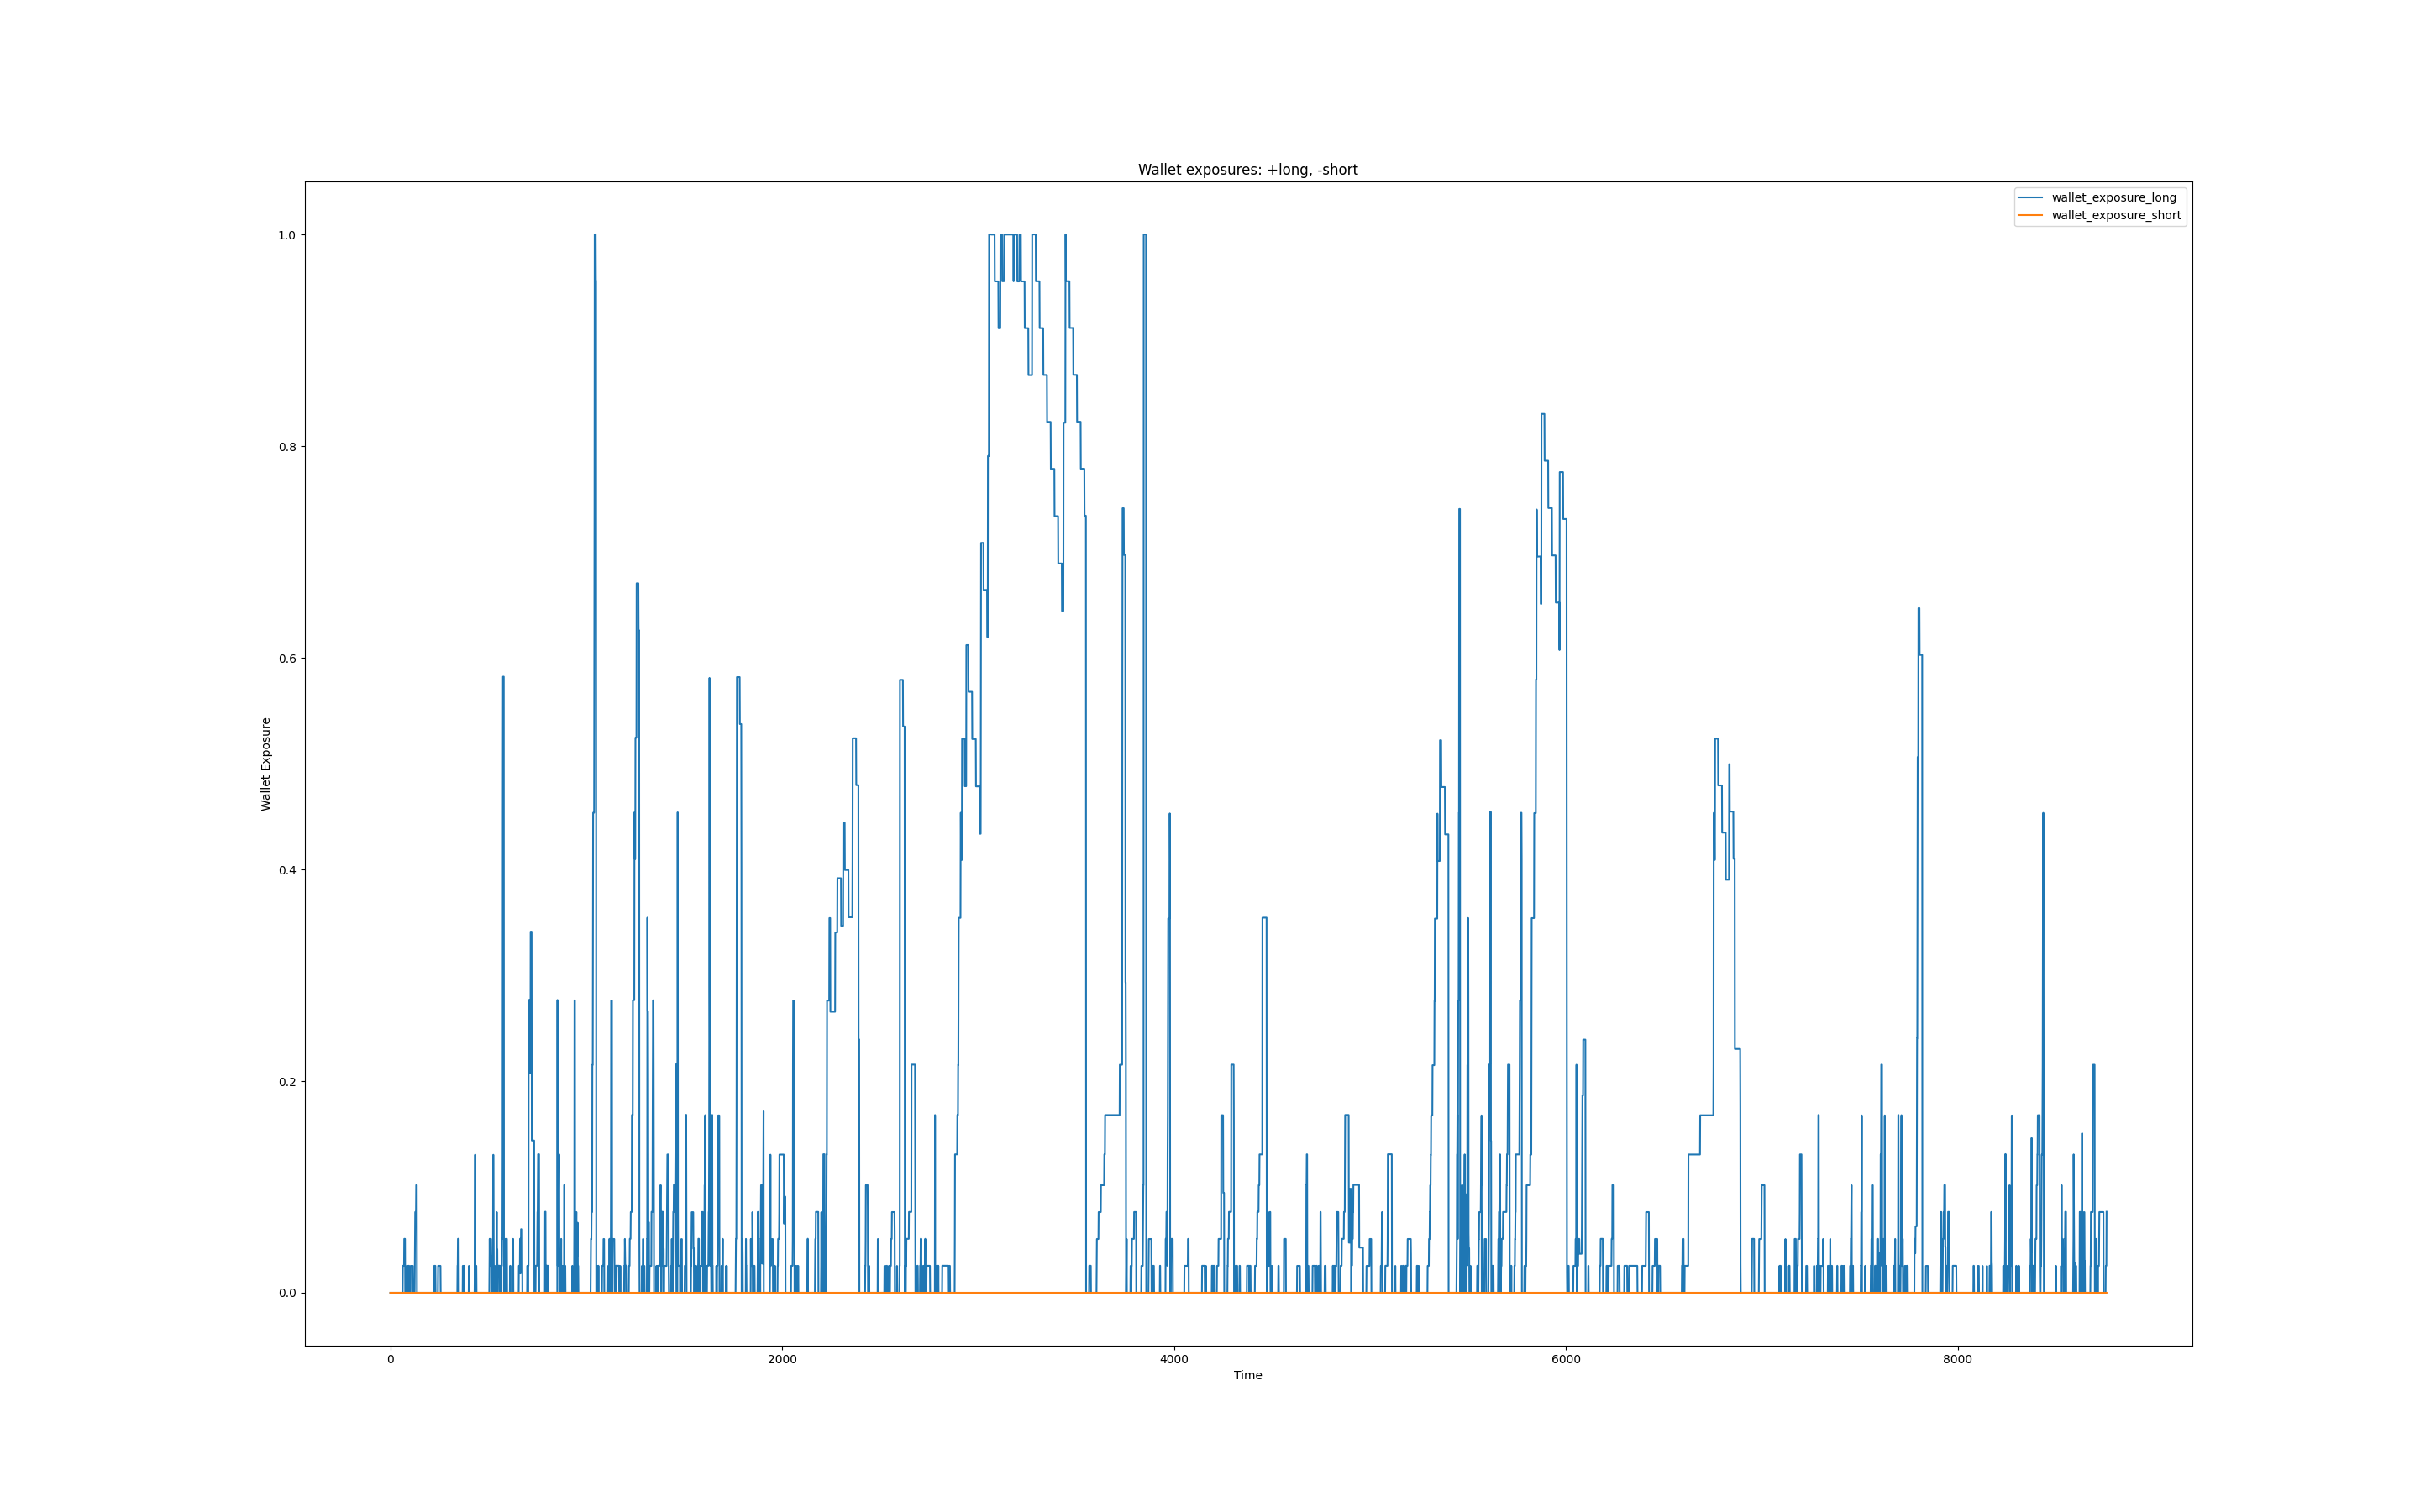 Wallet exposures: +long, -short
wallet_exposure_long
wallet_exposure_short
1.0
0.8
0.6
0.4
0.2
0.0
Wallet Exposure
0 2000 4000 6000 8000
Time